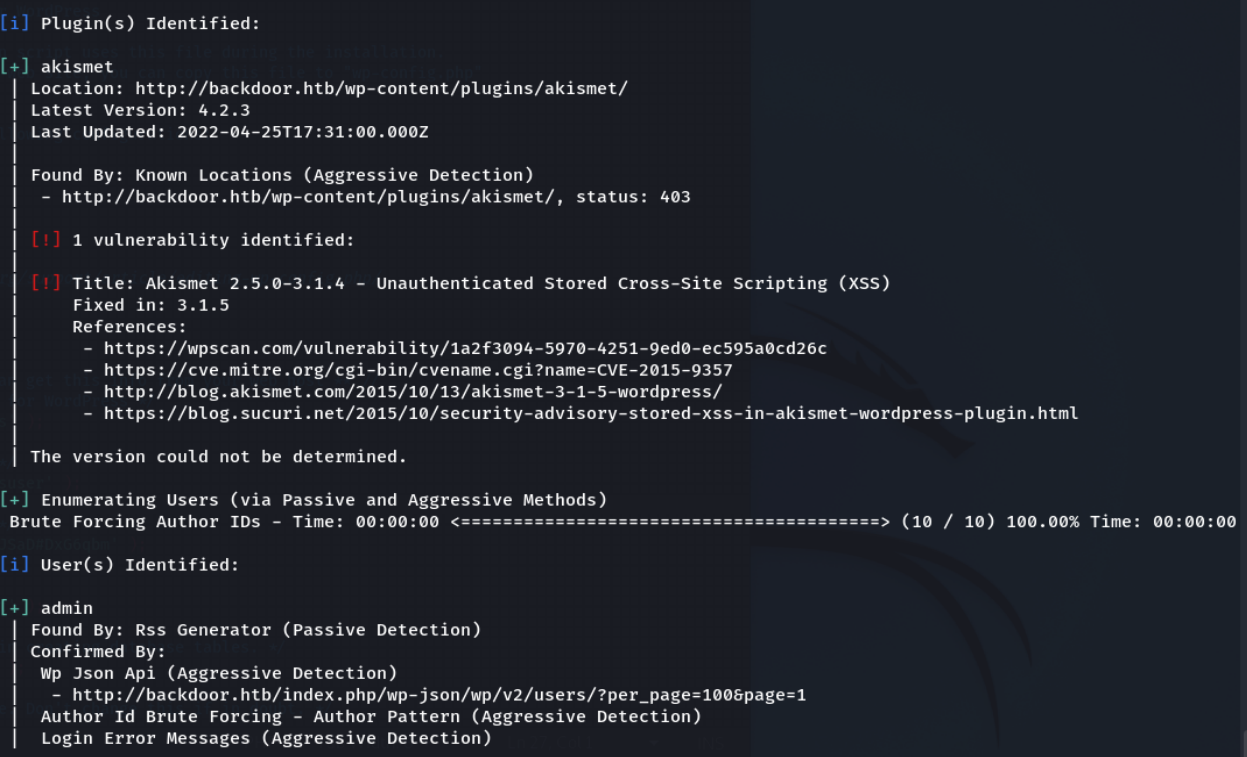 [i] Plugin(s) Identified:
[+] akismet
| Location: http://backdoor.htb/wp-content/plugins/akismet/
| Latest Version: 4.2.3
| Last Updated: 2022-04-25T17:31:00.000Z
|
| Found By: Known Locations (Aggressive Detection)
|  - http://backdoor.htb/wp-content/plugins/akismet/, status: 403
|
| [!] 1 vulnerability identified:
|
| [!] Title: Akismet 2.5.0-3.1.4 - Unauthenticated Stored Cross-Site Scripting (XSS)
|     Fixed in: 3.1.5
|     References:
|      - https://wpscan.com/vulnerability/1a2f3094-5970-4251-9ed0-ec595a0cd26c
|      - https://cve.mitre.org/cgi-bin/cvename.cgi?name=CVE-2015-9357
|      - http://blog.akismet.com/2015/10/13/akismet-3-1-5-wordpress/
|      - https://blog.sucuri.net/2015/10/security-advisory-stored-xss-in-akismet-wordpress-plugin.html
|
| The version could not be determined.
[+] Enumerating Users (via Passive and Aggressive Methods)
Brute Forcing Author IDs - Time: 00:00:00 <========================================> (10 / 10) 100.00% Time: 00:00:00
[i] User(s) Identified:
[+] admin
| Found By: Rss Generator (Passive Detection)
| Confirmed By:
|  Wp Json Api (Aggressive Detection)
|   - http://backdoor.htb/index.php/wp-json/wp/v2/users/?per_page=100&page=1
|  Author Id Brute Forcing - Author Pattern (Aggressive Detection)
|  Login Error Messages (Aggressive Detection)